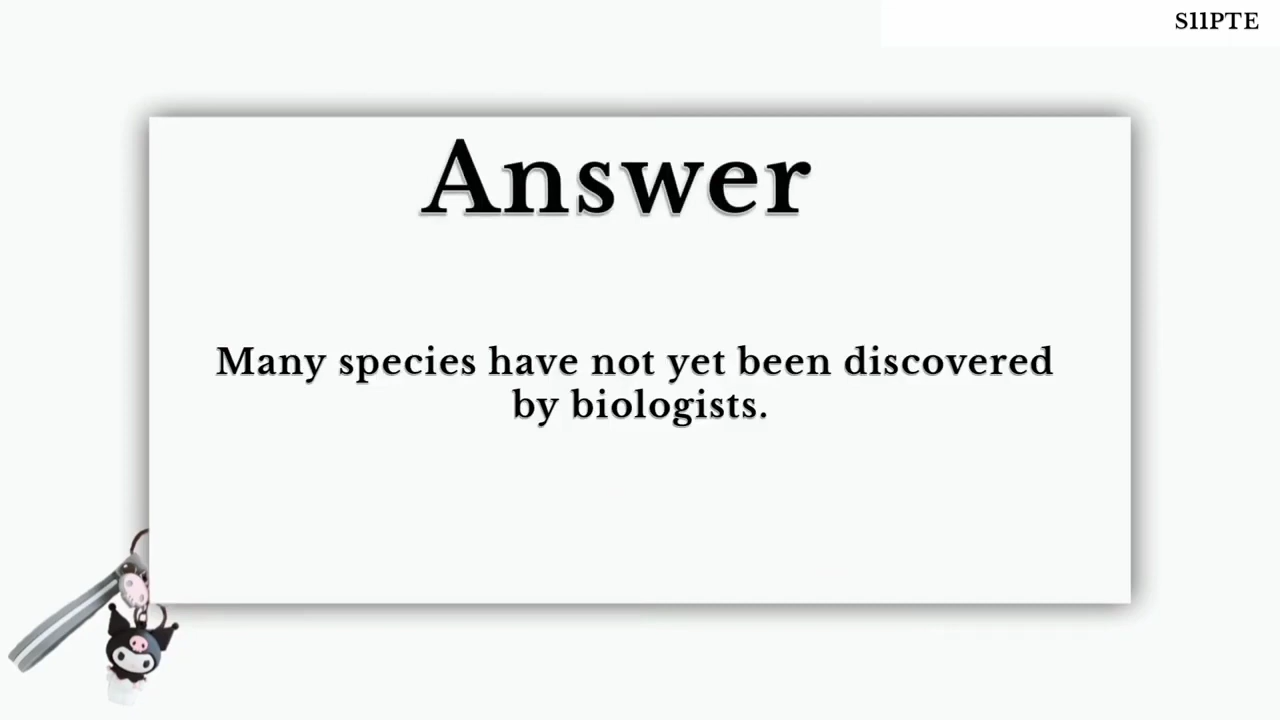 S11PTE
Answer
Many species have not yet been discovered
by biologists.